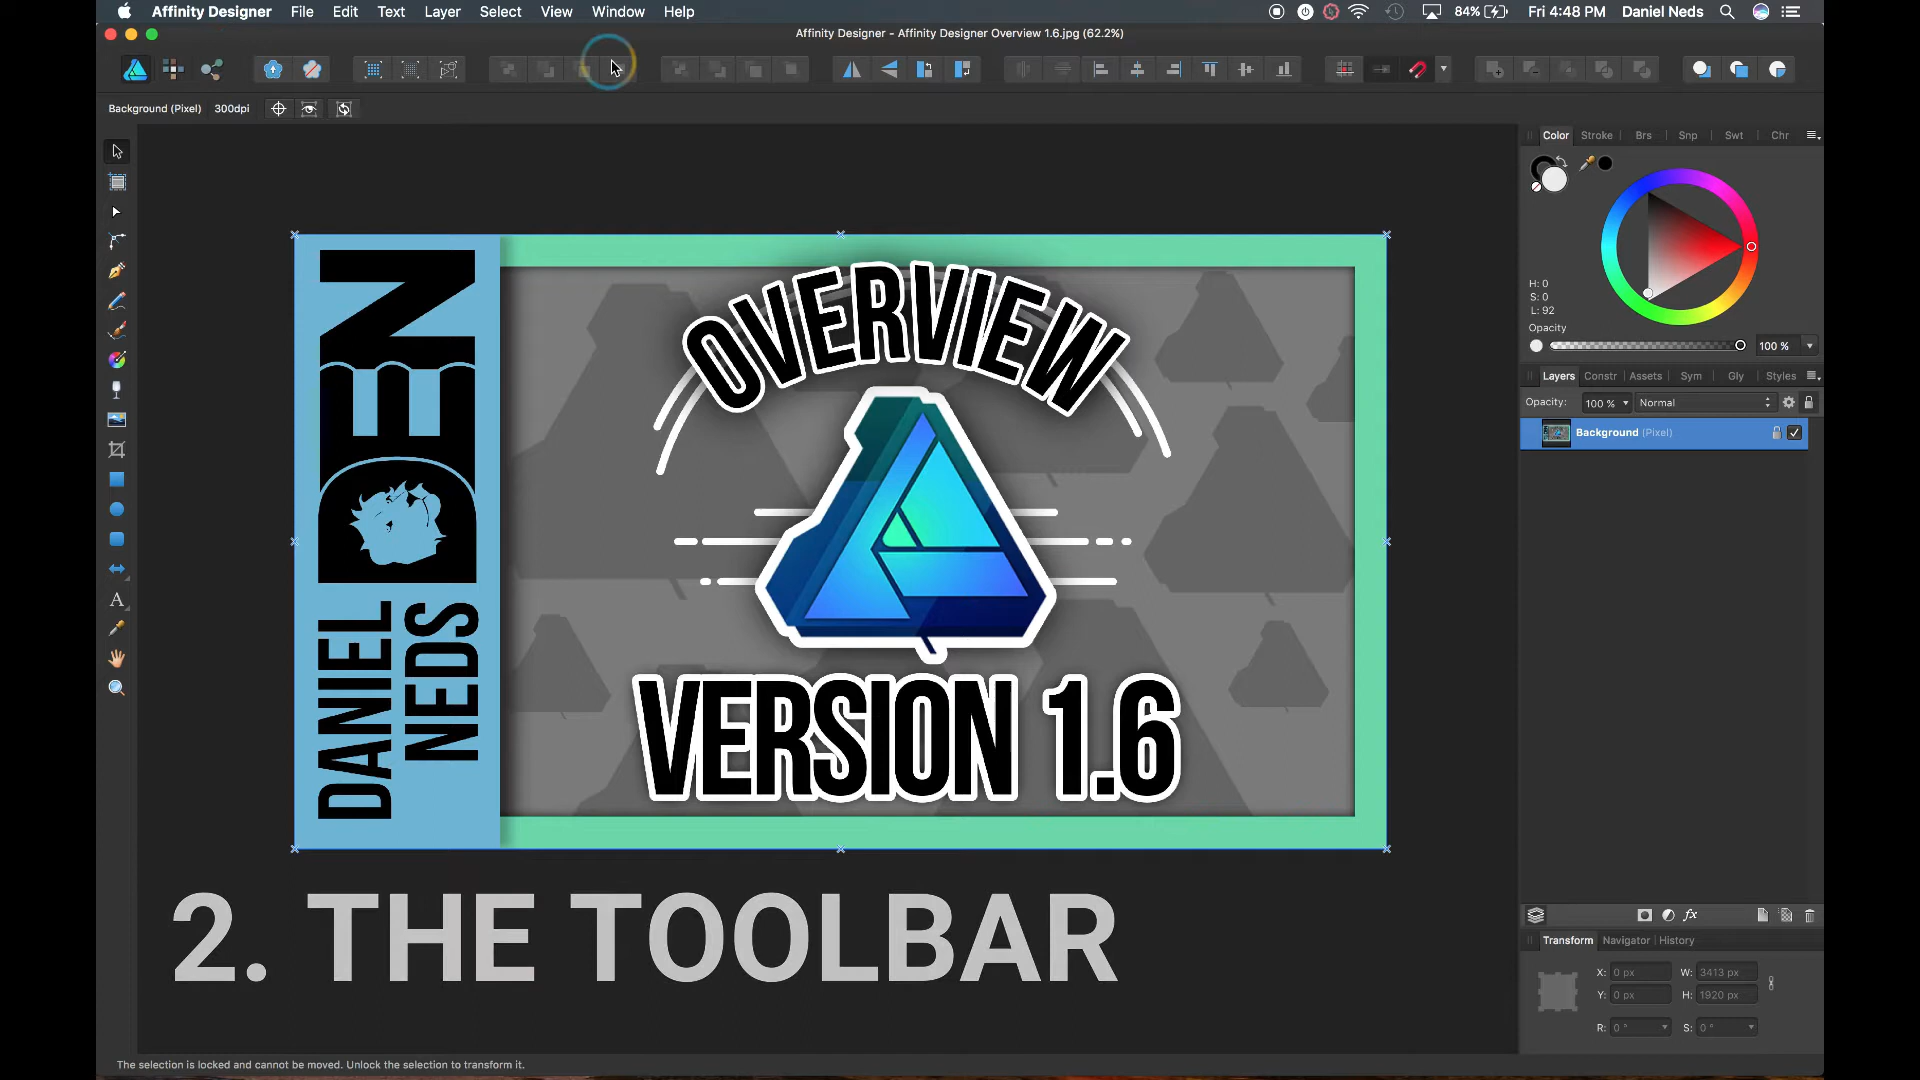 Affinity Designer File Edit Text Layer Select View Window Help 84% Fri 4:48 PM Daniel Neds
Affinity Designer - Affinity Designer Overview 1.6.jpg (62.2%)
Background (Pixel) 300dpi
Color Stroke Brs Snp Swt Chr
H: 0
S: 0
L: 92
Opacity
100 %
Layers Constr Assets Sym Gly Styles
Opacity: 100 % Normal
Background (Pixel)
DEN
DANIEL
NEDS
OVERVIEW
VERSION 1.6
2. THE TOOLBAR
Transform Navigator History
X: 0 px W: 3413 px
Y: 0 px H: 1920 px
R: 0 ° S: 0 °
The selection is locked and cannot be moved. Unlock the selection to transform it.